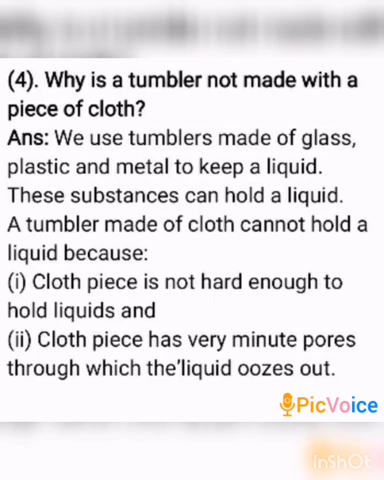 (4). Why is a tumbler not made with a
piece of cloth?
Ans: We use tumblers made of glass,
plastic and metal to keep a liquid.
These substances can hold a liquid.
A tumbler made of cloth cannot hold a
liquid because:
(i) Cloth piece is not hard enough to
hold liquids and
(ii) Cloth piece has very minute pores
through which the'liquid oozes out.
PicVoice
InShOt